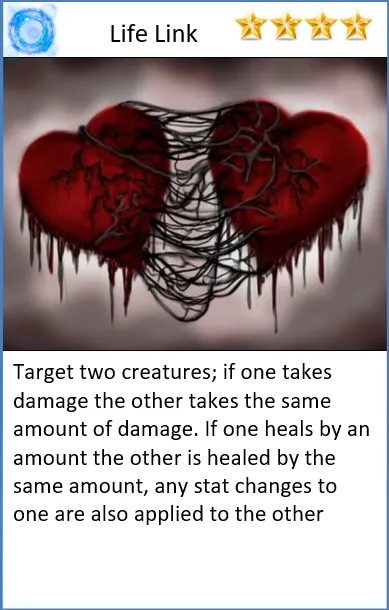 Life Link
Target two creatures; if one takes
damage the other takes the same
amount of damage. If one heals by an
amount the other is healed by the
same amount, any stat changes to
one are also applied to the other